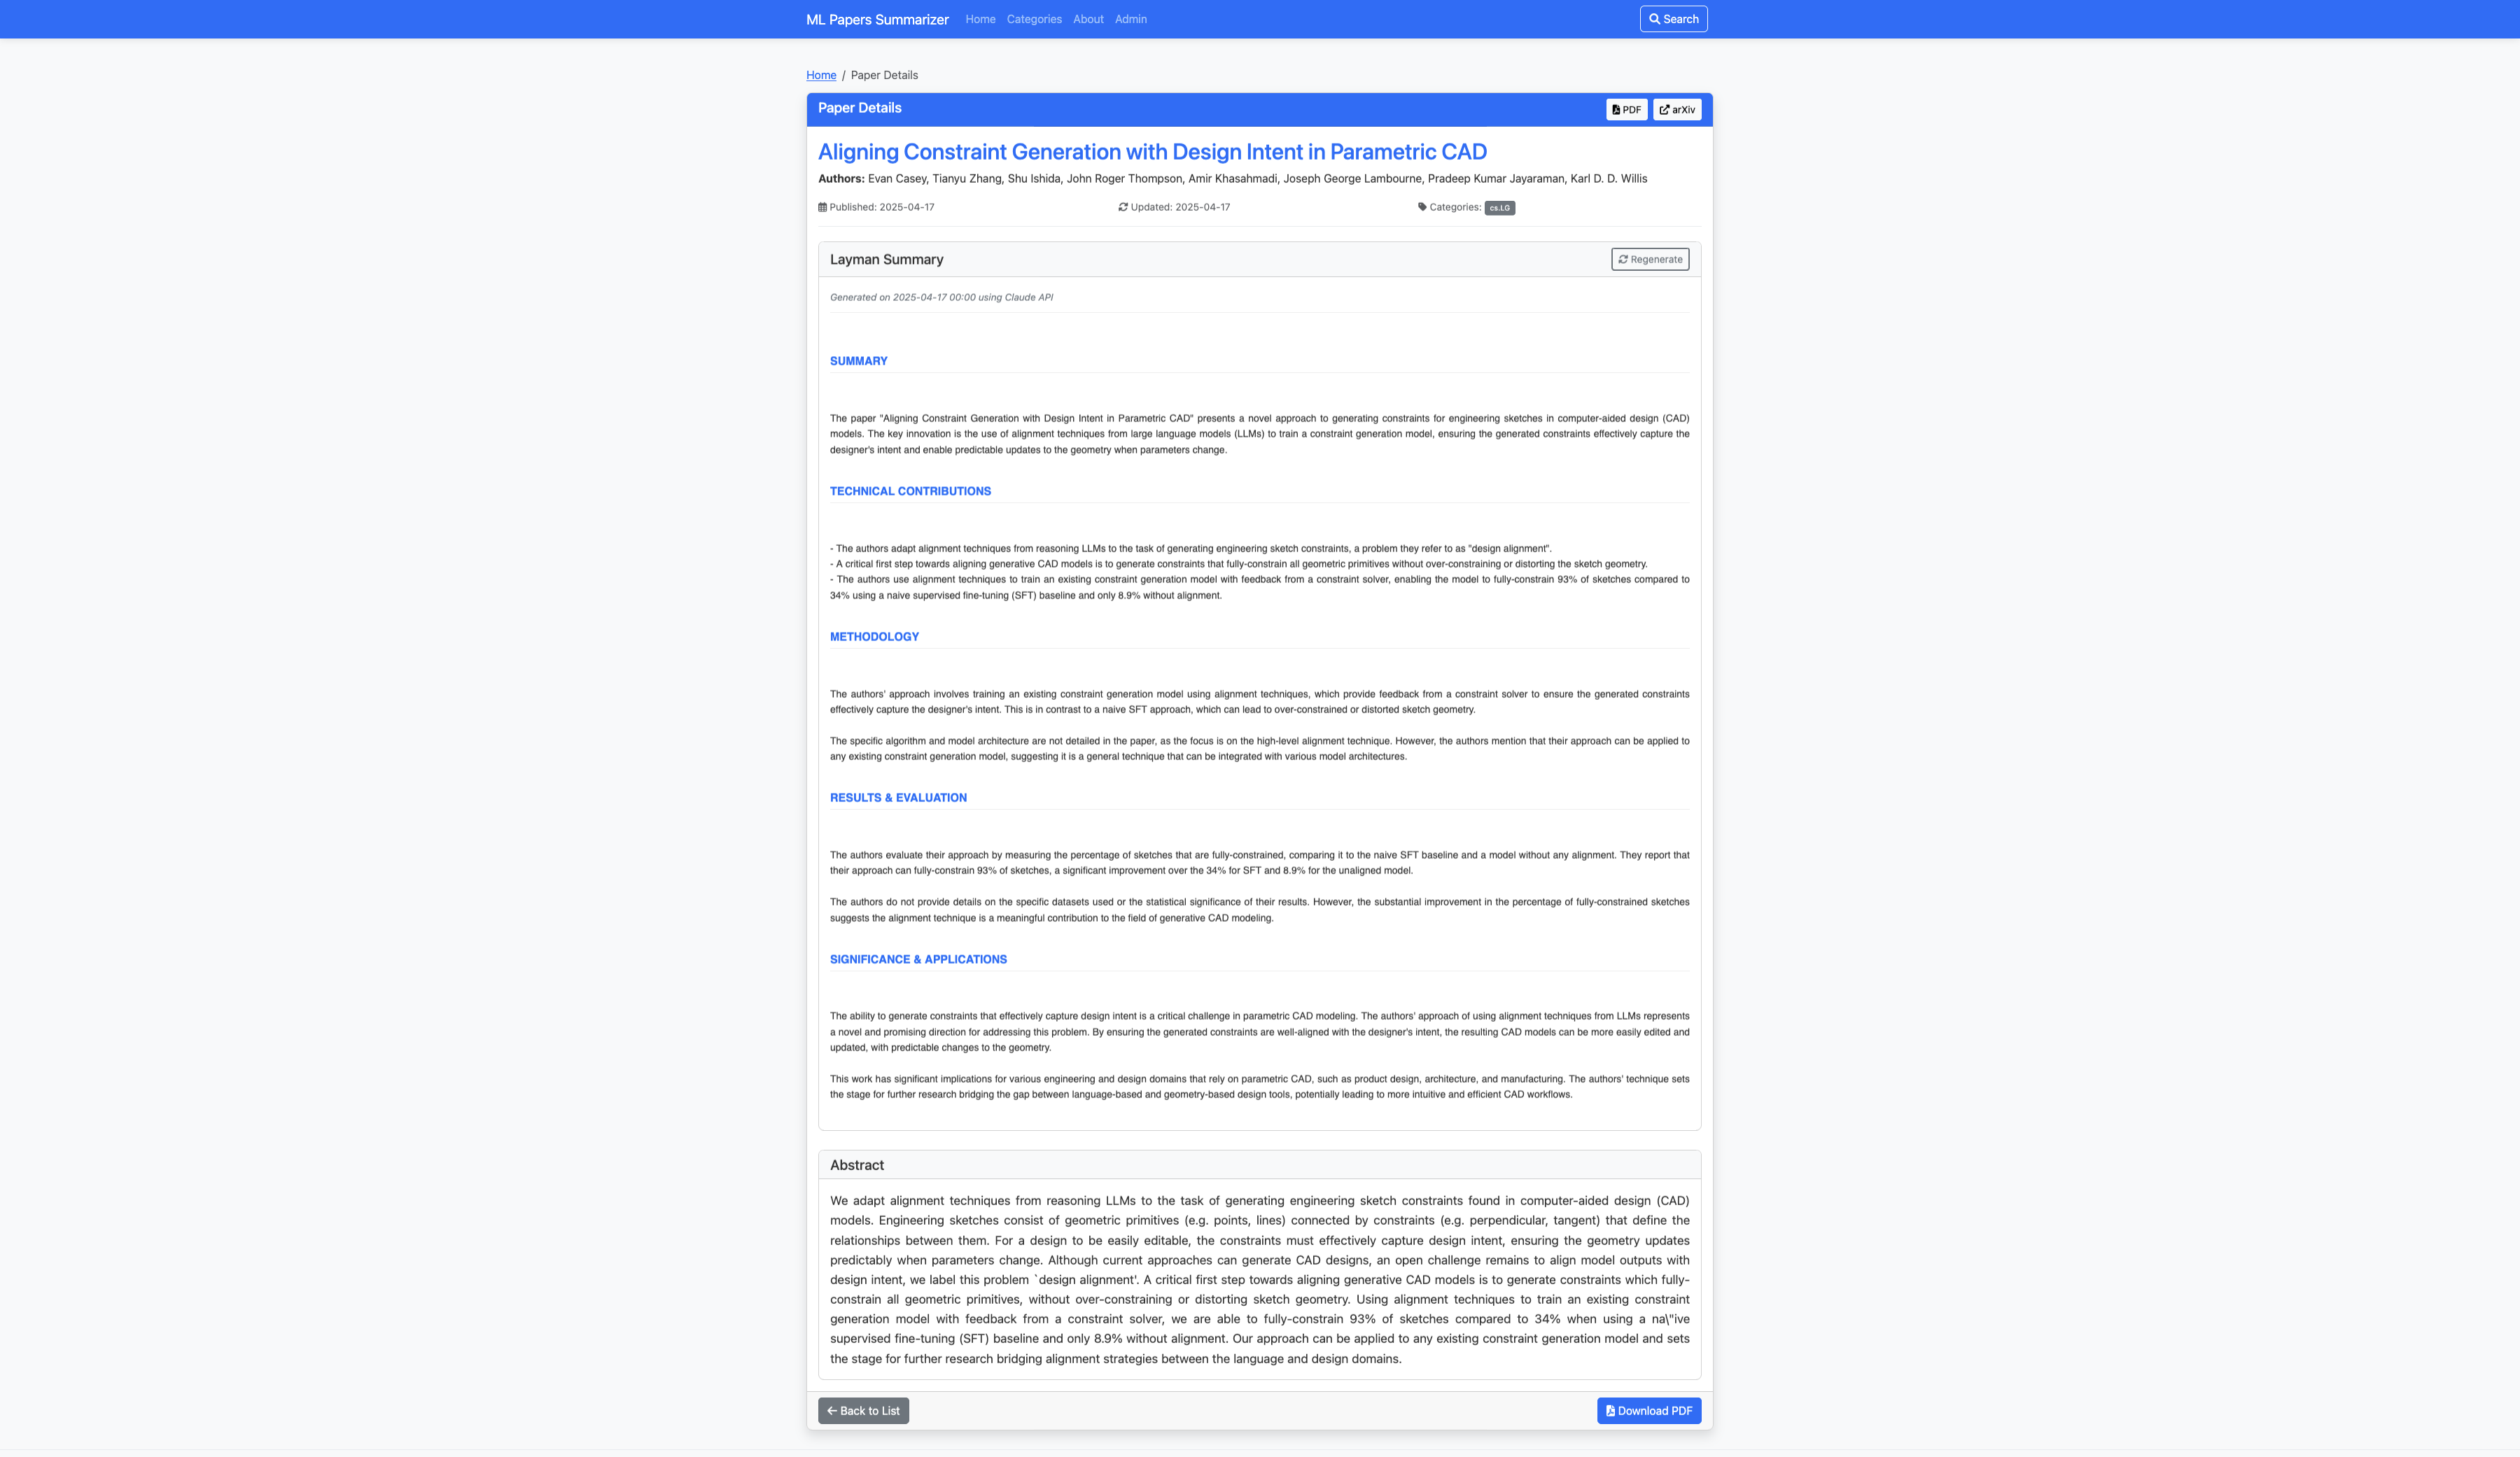 ML Papers Summarizer Home Categories About Admin Search
Home / Paper Details
Paper Details PDF arXiv
Aligning Constraint Generation with Design Intent in Parametric CAD
Authors: Evan Casey, Tianyu Zhang, Shu Ishida, John Roger Thompson, Amir Khasahmadi, Joseph George Lambourne, Pradeep Kumar Jayaraman, Karl D. D. Willis
Published: 2025-04-17 Updated: 2025-04-17 Categories: cs.LG
Layman Summary Regenerate
Generated on 2025-04-17 00:00 using Claude API
SUMMARY
The paper "Aligning Constraint Generation with Design Intent in Parametric CAD" presents a novel approach to generating constraints for engineering sketches in computer-aided design (CAD)
models. The key innovation is the use of alignment techniques from large language models (LLMs) to train a constraint generation model, ensuring the generated constraints effectively capture the
designer's intent and enable predictable updates to the geometry when parameters change.
TECHNICAL CONTRIBUTIONS
- The authors adapt alignment techniques from reasoning LLMs to the task of generating engineering sketch constraints, a problem they refer to as "design alignment".
- A critical first step towards aligning generative CAD models is to generate constraints that fully-constrain all geometric primitives without over-constraining or distorting the sketch geometry.
- The authors use alignment techniques to train an existing constraint generation model with feedback from a constraint solver, enabling the model to fully-constrain 93% of sketches compared to
34% using a naive supervised fine-tuning (SFT) baseline and only 8.9% without alignment.
METHODOLOGY
The authors' approach involves training an existing constraint generation model using alignment techniques, which provide feedback from a constraint solver to ensure the generated constraints
effectively capture the designer's intent. This is in contrast to a naive SFT approach, which can lead to over-constrained or distorted sketch geometry.
The specific algorithm and model architecture are not detailed in the paper, as the focus is on the high-level alignment technique. However, the authors mention that their approach can be applied to
any existing constraint generation model, suggesting it is a general technique that can be integrated with various model architectures.
RESULTS & EVALUATION
The authors evaluate their approach by measuring the percentage of sketches that are fully-constrained, comparing it to the naive SFT baseline and a model without any alignment. They report that
their approach can fully-constrain 93% of sketches, a significant improvement over the 34% for SFT and 8.9% for the unaligned model.
The authors do not provide details on the specific datasets used or the statistical significance of their results. However, the substantial improvement in the percentage of fully-constrained sketches
suggests the alignment technique is a meaningful contribution to the field of generative CAD modeling.
SIGNIFICANCE & APPLICATIONS
The ability to generate constraints that effectively capture design intent is a critical challenge in parametric CAD modeling. The authors' approach of using alignment techniques from LLMs represents
a novel and promising direction for addressing this problem. By ensuring the generated constraints are well-aligned with the designer's intent, the resulting CAD models can be more easily edited and
updated, with predictable changes to the geometry.
This work has significant implications for various engineering and design domains that rely on parametric CAD, such as product design, architecture, and manufacturing. The authors' technique sets
the stage for further research bridging the gap between language-based and geometry-based design tools, potentially leading to more intuitive and efficient CAD workflows.
Abstract
We adapt alignment techniques from reasoning LLMs to the task of generating engineering sketch constraints found in computer-aided design (CAD)
models. Engineering sketches consist of geometric primitives (e.g. points, lines) connected by constraints (e.g. perpendicular, tangent) that define the
relationships between them. For a design to be easily editable, the constraints must effectively capture design intent, ensuring the geometry updates
predictably when parameters change. Although current approaches can generate CAD designs, an open challenge remains to align model outputs with
design intent, we label this problem `design alignment'. A critical first step towards aligning generative CAD models is to generate constraints which fully-
constrain all geometric primitives, without over-constraining or distorting sketch geometry. Using alignment techniques to train an existing constraint
generation model with feedback from a constraint solver, we are able to fully-constrain 93% of sketches compared to 34% when using a na\"ive
supervised fine-tuning (SFT) baseline and only 8.9% without alignment. Our approach can be applied to any existing constraint generation model and sets
the stage for further research bridging alignment strategies between the language and design domains.
Back to List Download PDF